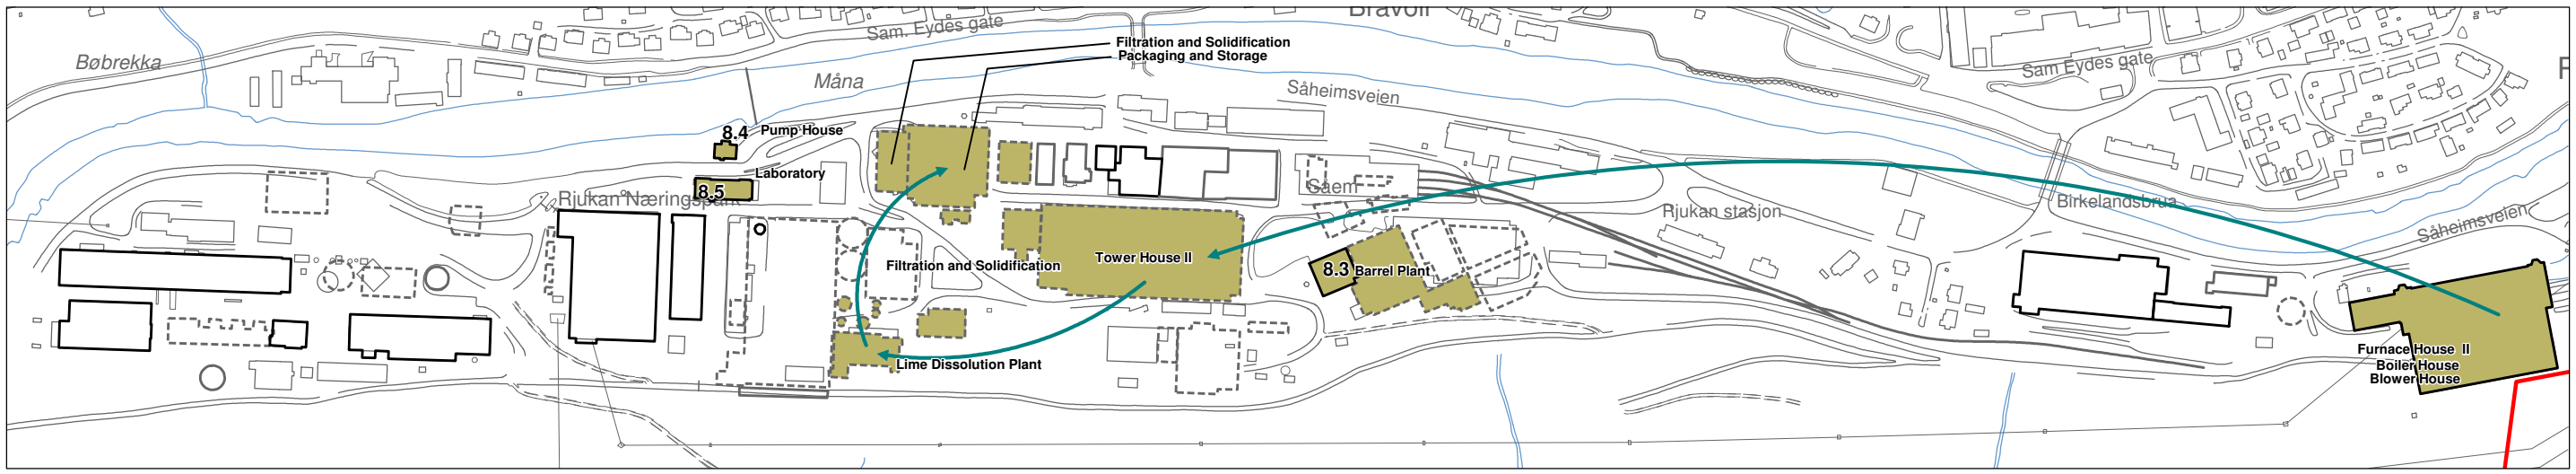 Bravoll
Sam. Eydes gate
Bøbrekka
Filtration and Solidification
Packaging and Storage
Sam Eydes gate
Måna
Såheimsveien
8.4
Pump House
Laboratory
8.5
Rjukan Næringspark
Såem
Rjukan stasjon
Birkelandsbrua
Såheimsveien
Tower House II
Filtration and Solidification
8.3
Barrel Plant
Lime Dissolution Plant
Furnace House II
Boiler House
Blower House